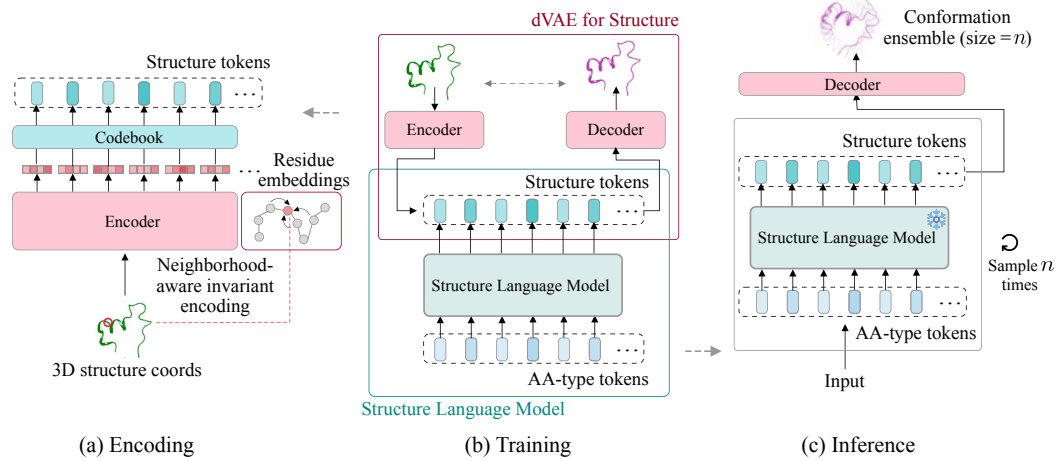 Structure tokens
...
Codebook
...
Encoder
Residue
embeddings
Neighborhood-
aware invariant
encoding
3D structure coords
(a) Encoding
dVAE for Structure
Encoder
Decoder
Structure tokens
...
Structure Language Model
...
AA-type tokens
Structure Language Model
(b) Training
Conformation
ensemble (size = n)
Decoder
Structure tokens
...
Structure Language Model
Sample n
times
...
AA-type tokens
Input
(c) Inference